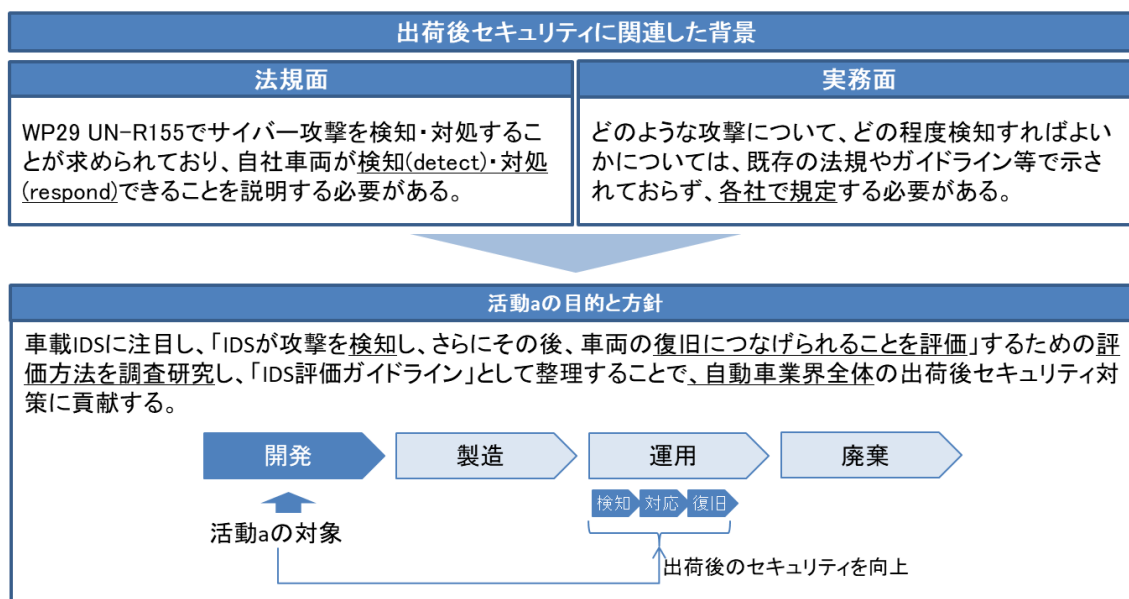 出荷後セキュリティに関連した背景
法規面
WP29 UN-R155でサイバー攻撃を検知・対処するこ
とが求められており、自社車両が検知(detect)・対処
(respond)できることを説明する必要がある。
実務面
どのような攻撃について、どの程度検知すればよい
かについては、既存の法規やガイドライン等で示さ
れておらず、各社で規定する必要がある。
活動aの目的と方針
車載IDSに注目し、「IDSが攻撃を検知し、さらにその後、車両の復旧につなげられることを評価」するための評
価方法を調査研究し、「IDS評価ガイドライン」として整理することで、自動車業界全体の出荷後セキュリティ対
策に貢献する。
開発
製造
運用
廃棄
検知
対応
復旧
活動aの対象
出荷後のセキュリティを向上